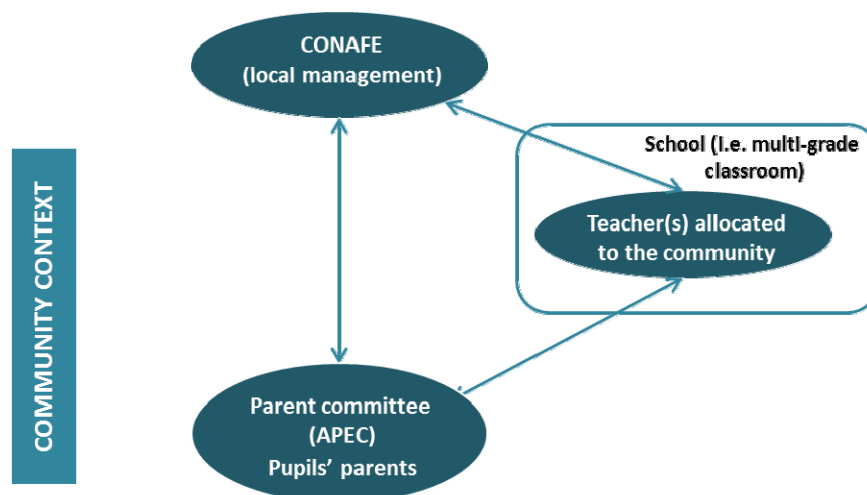 CONAFE
(local management)
School (i.e. multi-grade
classroom)
Teacher(s) allocated
to the community
COMMUNITY CONTEXT
Parent committee
(APEC)
Pupils' parents